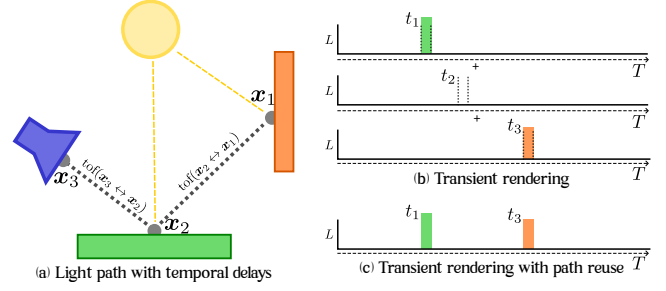 x₁
x₃
x₂
tof(x₃ ↔ x₂)
tof(x₂ ↔ x₁)
(a) Light path with temporal delays
t₁
L
T
+
t₂
L
T
+
t₃
L
T
(b) Transient rendering
t₁
t₃
L
T
(c) Transient rendering with path reuse